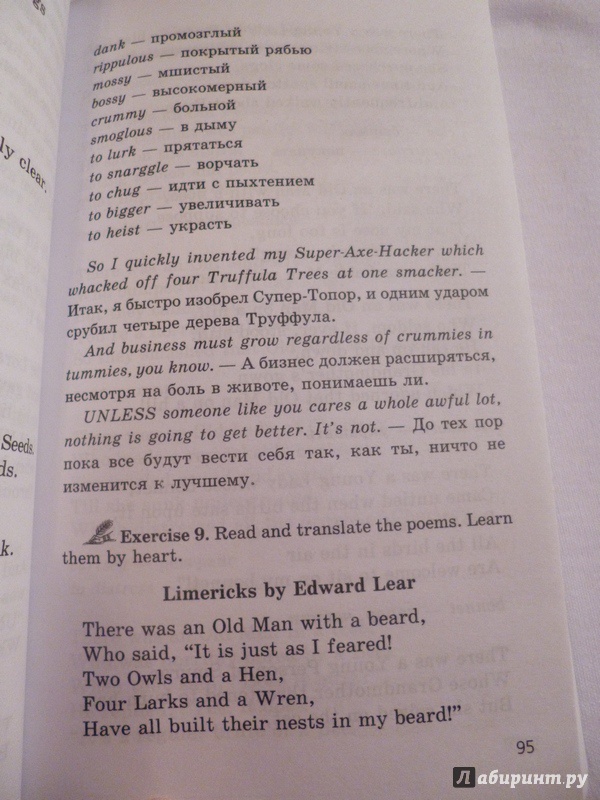 gs
ly clear.
Seeds.
ds.
k.
dank — промозглый
rippulous — покрытый рябью
mossy — мшистый
bossy — высокомерный
crummy — больной
smoglous — в дыму
to lurk — прятаться
to snarggle — ворчать
to chug — идти с пыхтением
to bigger — увеличивать
to heist — украсть
So I quickly invented my Super-Axe-Hacker which
whacked off four Truffula Trees at one smacker. —
Итак, я быстро изобрел Супер-Топор, и одним ударом
срубил четыре дерева Труффула.
And business must grow regardless of crummies in
tummies, you know. — А бизнес должен расширяться,
несмотря на боль в животе, понимаешь ли.
UNLESS someone like you cares a whole awful lot,
nothing is going to get better. It's not. — До тех пор
пока все будут вести себя так, как ты, ничто не
изменится к лучшему.
Exercise 9. Read and translate the poems. Learn
them by heart.
Limericks by Edward Lear
There was an Old Man with a beard,
Who said, “It is just as I feared!
Two Owls and a Hen,
Four Larks and a Wren,
Have all built their nests in my beard!”
95
Лабиринт.ру